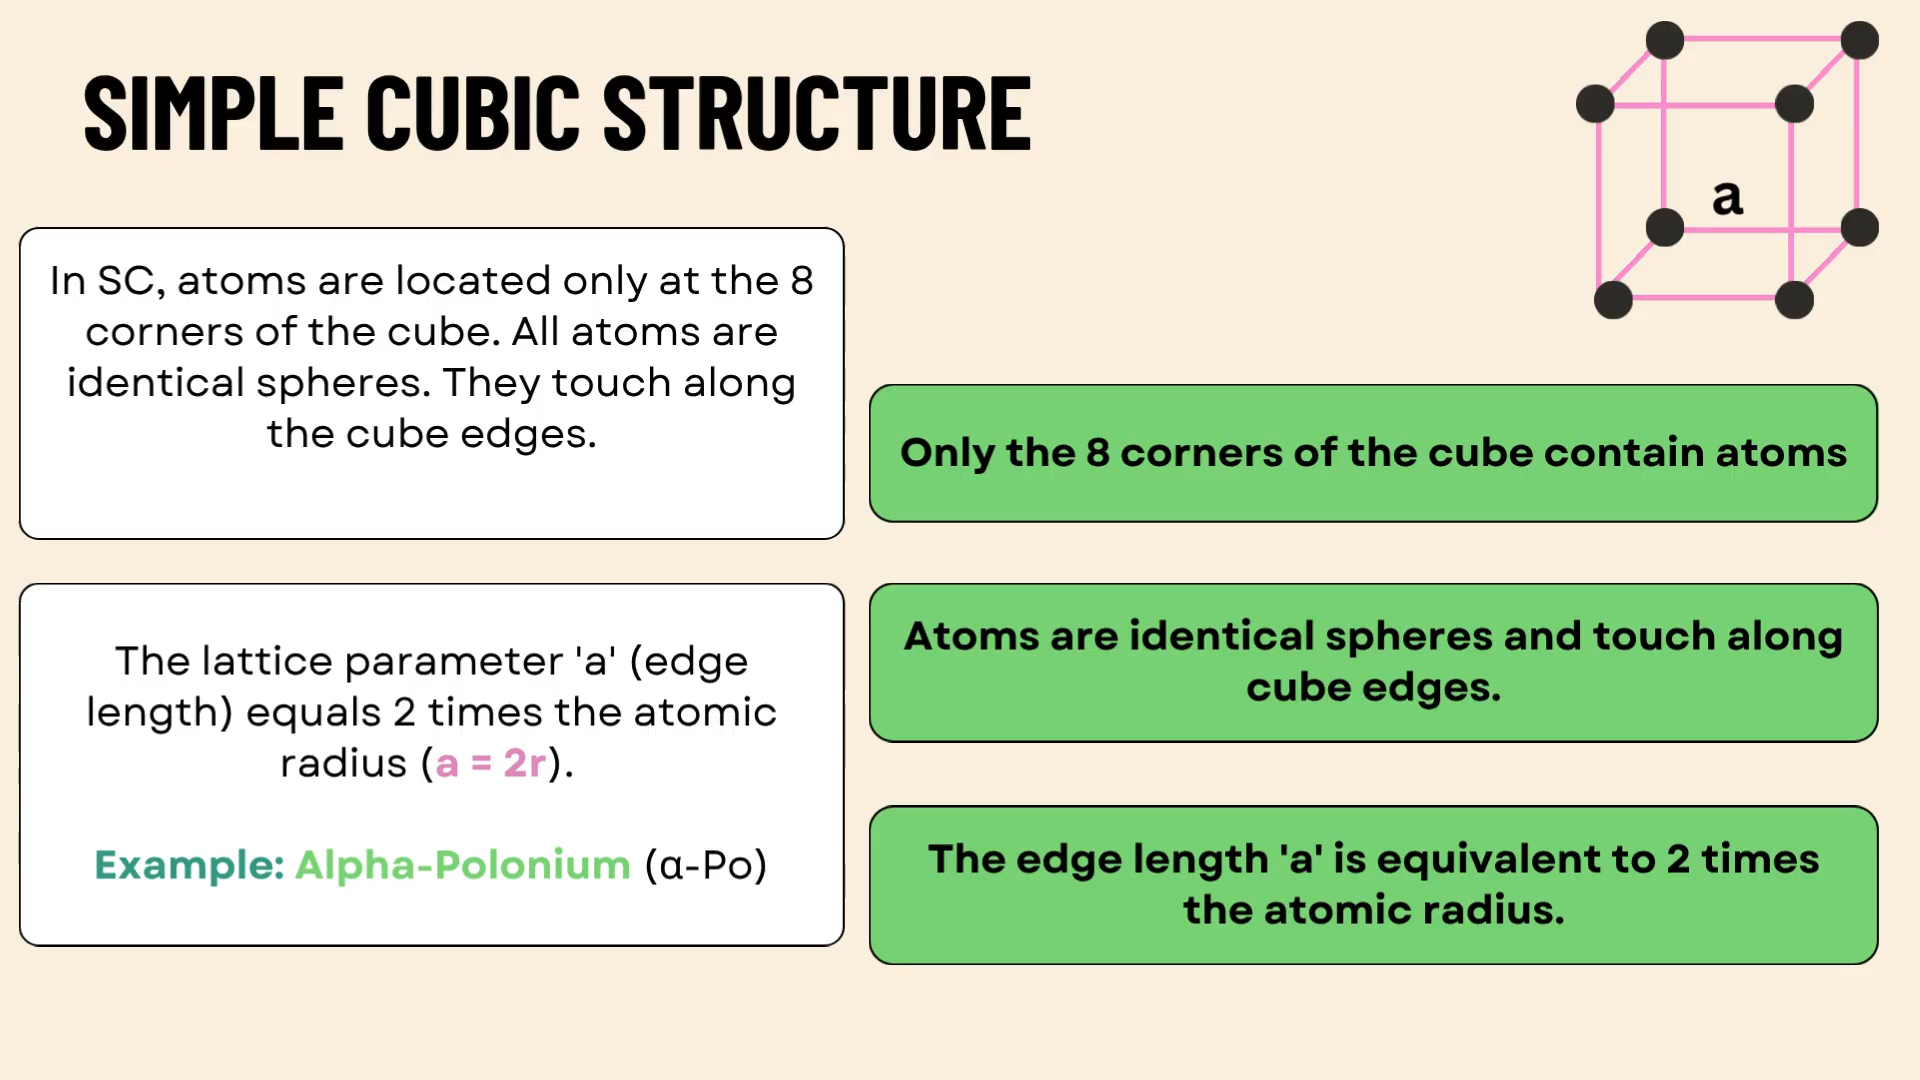 SIMPLE CUBIC STRUCTURE
a
In SC, atoms are located only at the 8
corners of the cube. All atoms are
identical spheres. They touch along
the cube edges.
Only the 8 corners of the cube contain atoms
The lattice parameter 'a' (edge
length) equals 2 times the atomic
radius (a = 2r).
Example: Alpha-Polonium (α-Po)
Atoms are identical spheres and touch along
cube edges.
The edge length 'a' is equivalent to 2 times
the atomic radius.